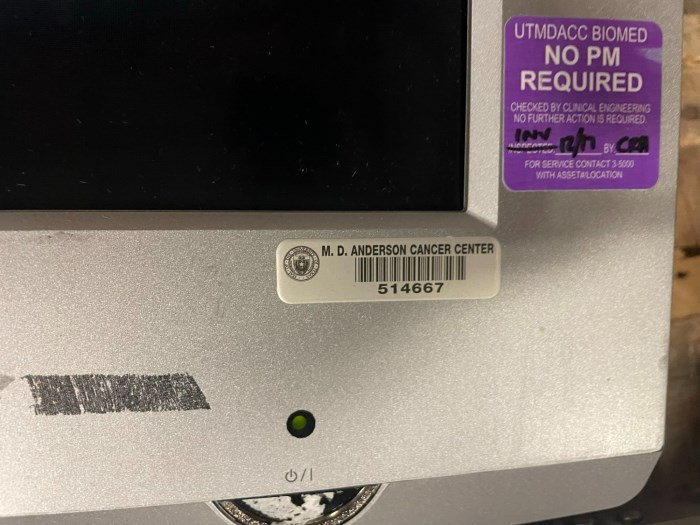 UTMDACC BIOMED
NO PM
REQUIRED
CHECKED BY CLINICAL ENGINEERING
NO FURTHER ACTION IS REQUIRED.
INV
INSPECTED BY
FOR SERVICE CONTACT 3-5000
WITH ASSET#/LOCATION
M. D. ANDERSON CANCER CENTER
514667